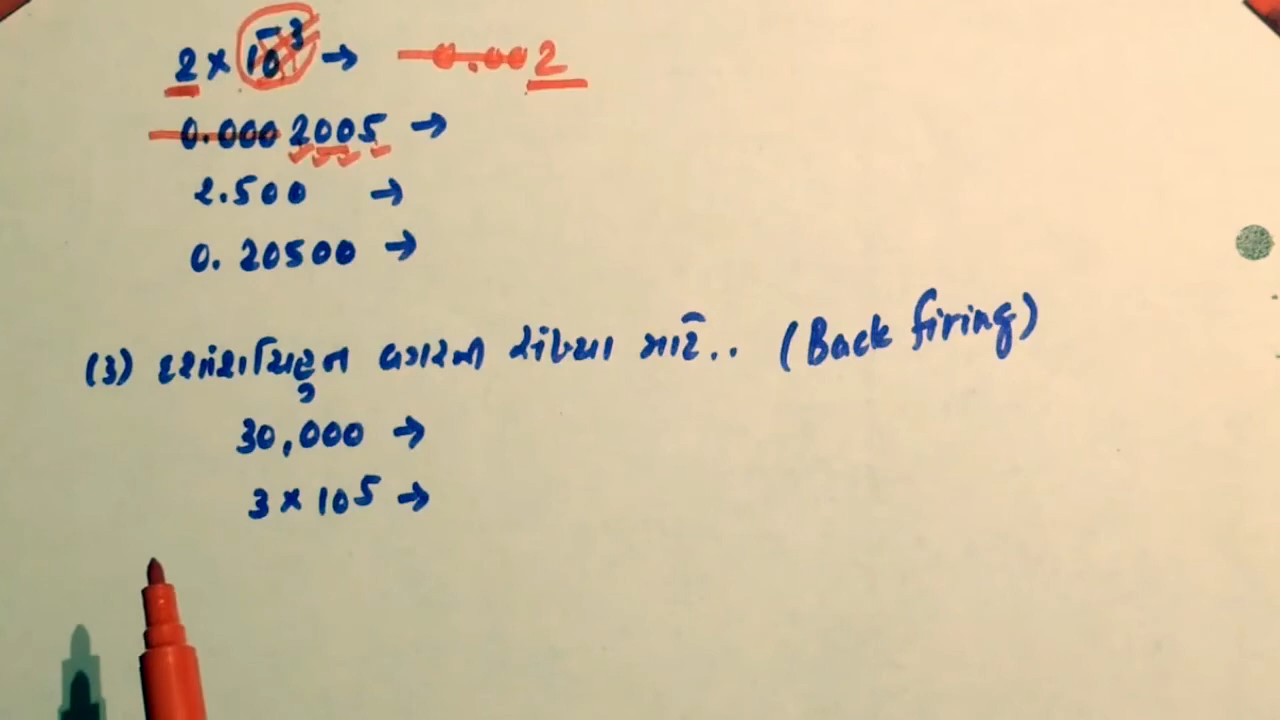 2 × 10⁻³ → 0.002
0.0002005 →
2.500 →
0.20500 →
(3) દશાંશચિહ્ન વગરની સંખ્યા માટે.. (Back firing)
30,000 →
3 × 10⁵ →